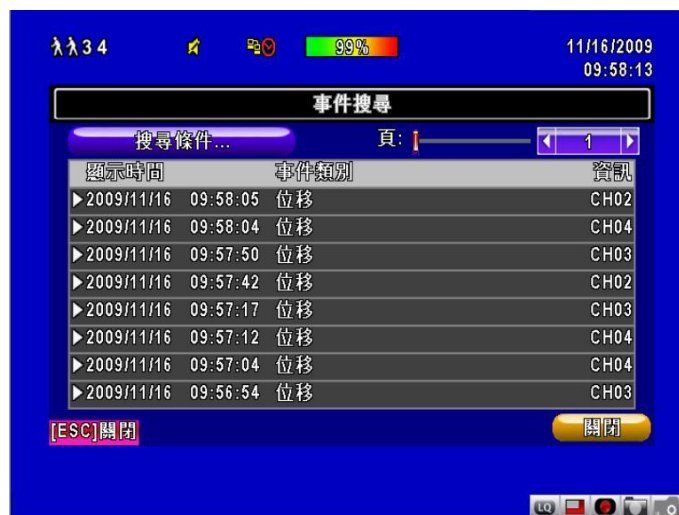 34
99%
11/16/2009
09:58:13
事件搜尋
搜尋條件...
頁:
1
顯示時間 事件類別 資訊
2009/11/16 09:58:05 位移 CH02
2009/11/16 09:58:04 位移 CH04
2009/11/16 09:57:50 位移 CH03
2009/11/16 09:57:42 位移 CH02
2009/11/16 09:57:17 位移 CH03
2009/11/16 09:57:12 位移 CH04
2009/11/16 09:57:04 位移 CH04
2009/11/16 09:56:54 位移 CH03
[ESC]關閉
關閉
LQ